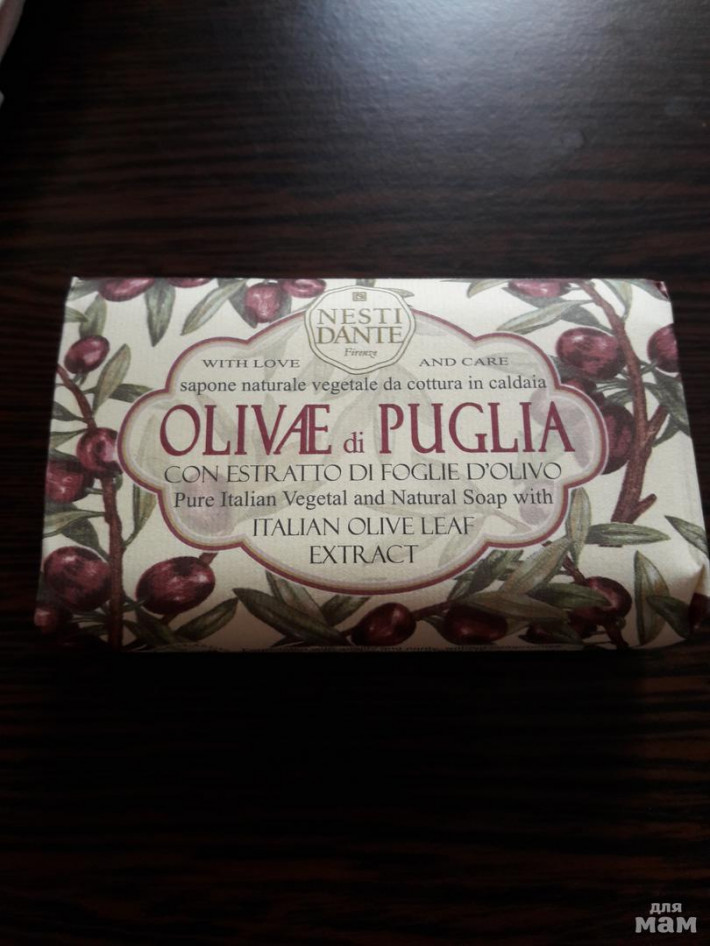 NESTI
DANTE
Firenze
WITH LOVE AND CARE
sapone naturale vegetale da cottura in caldaia
OLIVÆ di PUGLIA
CON ESTRATTO DI FOGLIE D'OLIVO
Pure Italian Vegetal and Natural Soap with
ITALIAN OLIVE LEAF
EXTRACT
для
мам